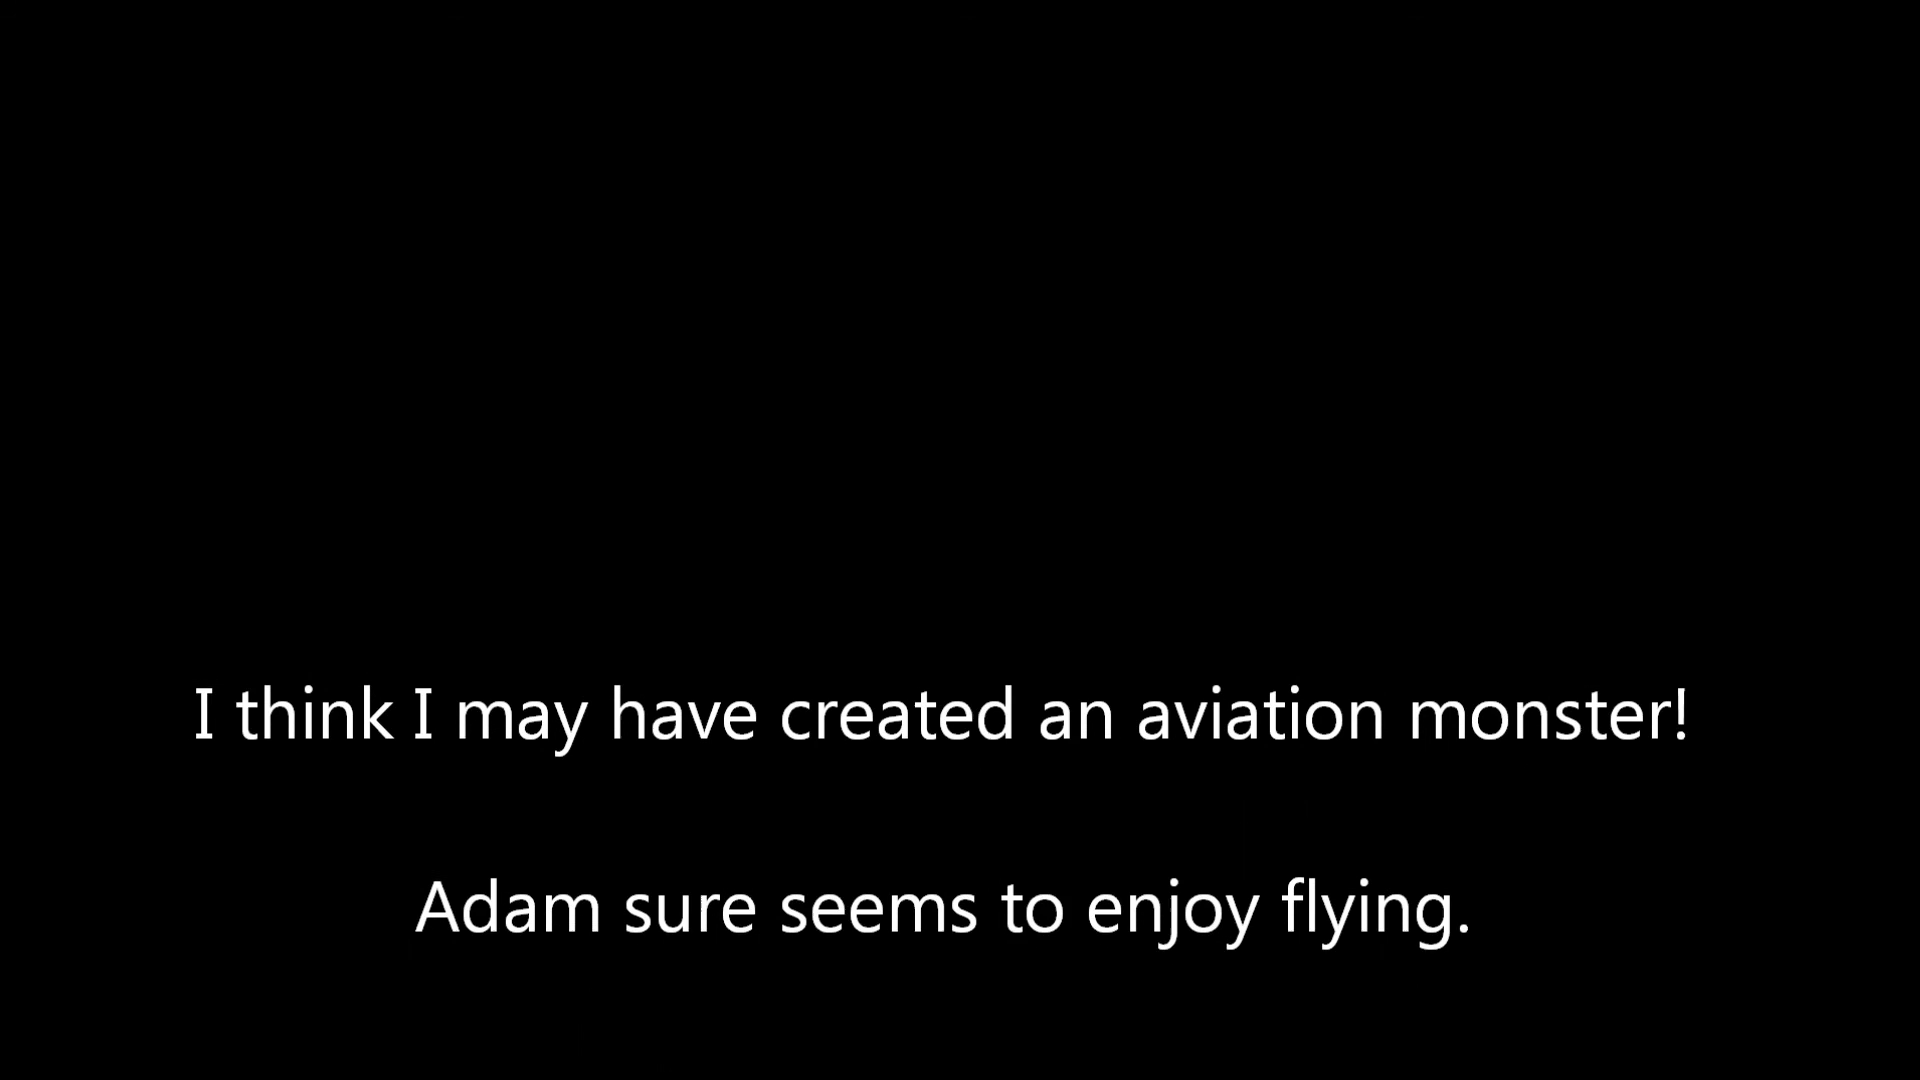 I think I may have created an aviation monster!
Adam sure seems to enjoy flying.